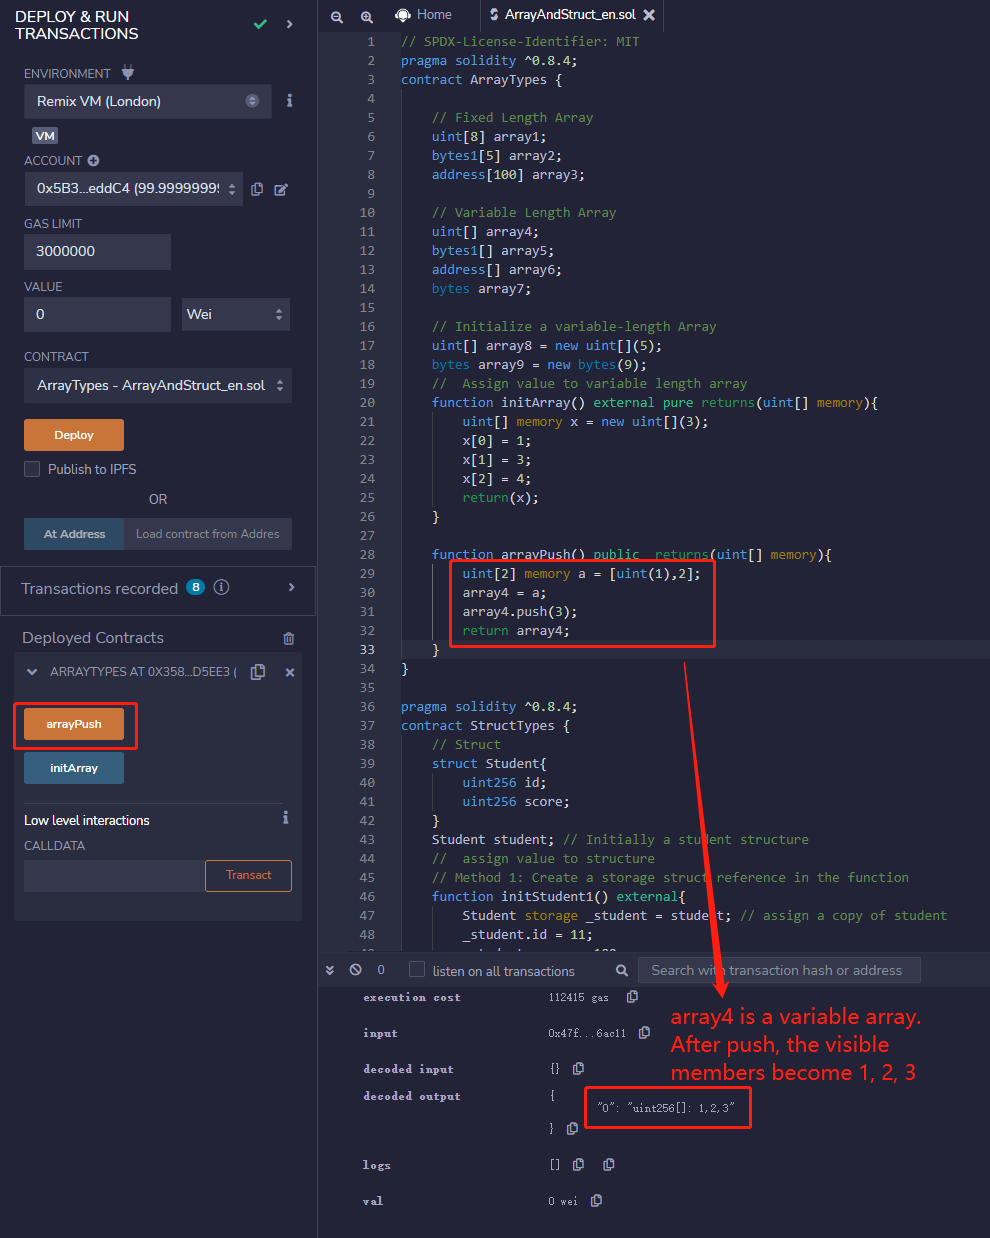 DEPLOY & RUN
TRANSACTIONS
ENVIRONMENT
Remix VM (London)
VM
ACCOUNT
0x5B3...eddC4 (99.99999999
GAS LIMIT
3000000
VALUE
0
Wei
CONTRACT
ArrayTypes - ArrayAndStruct_en.sol
Deploy
Publish to IPFS
OR
At Address
Load contract from Addres
Transactions recorded 8
Deployed Contracts
ARRAYTYPES AT 0X358...D5EE3 (
arrayPush
initArray
Low level interactions
CALLDATA
Transact
Home
ArrayAndStruct_en.sol
1 // SPDX-License-Identifier: MIT
2 pragma solidity ^0.8.4;
3 contract ArrayTypes {
4
5 // Fixed Length Array
6 uint[8] array1;
7 bytes1[5] array2;
8 address[100] array3;
9
10 // Variable Length Array
11 uint[] array4;
12 bytes1[] array5;
13 address[] array6;
14 bytes array7;
15
16 // Initialize a variable-length Array
17 uint[] array8 = new uint[](5);
18 bytes array9 = new bytes(9);
19 //  Assign value to variable length array
20 function initArray() external pure returns(uint[] memory){
21 uint[] memory x = new uint[](3);
22 x[0] = 1;
23 x[1] = 3;
24 x[2] = 4;
25 return(x);
26 }
27
28 function arrayPush() public  returns(uint[] memory){
29 uint[2] memory a = [uint(1),2];
30 array4 = a;
31 array4.push(3);
32 return array4;
33 }
34 }
35
36 pragma solidity ^0.8.4;
37 contract StructTypes {
38 // Struct
39 struct Student{
40 uint256 id;
41 uint256 score;
42 }
43 Student student; // Initially a student structure
44 //  assign value to structure
45 // Method 1: Create a storage struct reference in the function
46 function initStudent1() external{
47 Student storage _student = student; // assign a copy of student
48 _student.id = 11;
0
listen on all transactions
Search with transaction hash or address
execution cost 112415 gas
input 0x47f...6ac11
decoded input {}
decoded output {
"0": "uint256[]: 1,2,3"
}
logs []
val 0 wei
array4 is a variable array.
After push, the visible
members become 1, 2, 3